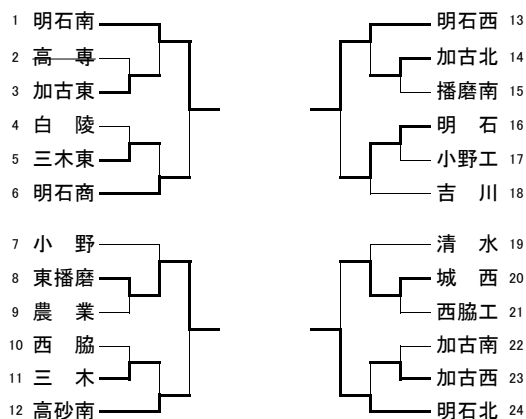 1 明石南
2 高　専
3 加古東
4 白　陵
5 三木東
6 明石商
7 小　野
8 東播磨
9 農　業
10 西　脇
11 三　木
12 高砂南
明石西 13
加古北 14
播磨南 15
明　石 16
小野工 17
吉　川 18
清　水 19
城　西 20
西脇工 21
加古南 22
加古西 23
明石北 24